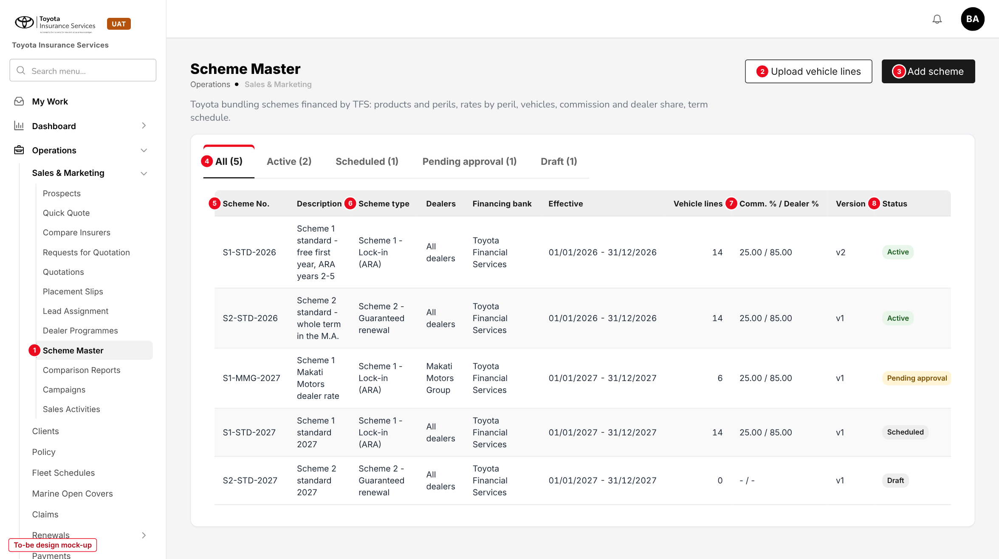 Toyota
Insurance Services
UAT
Toyota Insurance Services
Search menu...
My Work
Dashboard
Operations
Sales & Marketing
Prospects
Quick Quote
Compare Insurers
Requests for Quotation
Quotations
Placement Slips
Lead Assignment
Dealer Programmes
1 Scheme Master
Comparison Reports
Campaigns
Sales Activities
Clients
Policy
Fleet Schedules
Marine Open Covers
Claims
Renewals
To-be design mock-up
Payments
BA
Scheme Master
Operations • Sales & Marketing
2 Upload vehicle lines
3 Add scheme
Toyota bundling schemes financed by TFS: products and perils, rates by peril, vehicles, commission and dealer share, term
schedule.
4 All (5) Active (2) Scheduled (1) Pending approval (1) Draft (1)
5 Scheme No. Description 6 Scheme type Dealers Financing bank Effective Vehicle lines 7 Comm. % / Dealer % Version 8 Status
S1-STD-2026
Scheme 1
standard -
free first
year, ARA
years 2-5
Scheme 1 -
Lock-in
(ARA)
All
dealers
Toyota
Financial
Services
01/01/2026 - 31/12/2026
14
25.00 / 85.00
v2
Active
S2-STD-2026
Scheme 2
standard -
whole term
in the M.A.
Scheme 2 -
Guaranteed
renewal
All
dealers
Toyota
Financial
Services
01/01/2026 - 31/12/2026
14
25.00 / 85.00
v1
Active
S1-MMG-2027
Scheme 1
Makati
Motors
dealer rate
Scheme 1 -
Lock-in
(ARA)
Makati
Motors
Group
Toyota
Financial
Services
01/01/2027 - 31/12/2027
6
25.00 / 85.00
v1
Pending approval
S1-STD-2027
Scheme 1
standard
2027
Scheme 1 -
Lock-in
(ARA)
All
dealers
Toyota
Financial
Services
01/01/2027 - 31/12/2027
14
25.00 / 85.00
v1
Scheduled
S2-STD-2027
Scheme 2
standard
2027
Scheme 2 -
Guaranteed
renewal
All
dealers
Toyota
Financial
Services
01/01/2027 - 31/12/2027
0
- / -
v1
Draft